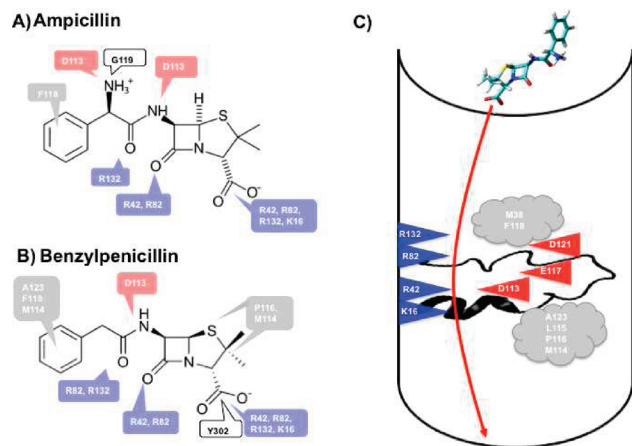 A) Ampicillin
D113
G119
D113
NH3+
F118
NH
H
S
O
N
R132
O
O
O-
R42, R82
R42, R82,
R132, K16
B) Benzylpenicillin
A123
F118
M114
D113
P116,
M114
NH
S
O
N
R82, R132
O
O
O-
R42, R82
Y302
R42, R82,
R132, K16
C)
M38
F118
R132
R82
R42
K16
D121
E117
D113
A123
L115
P116
M114